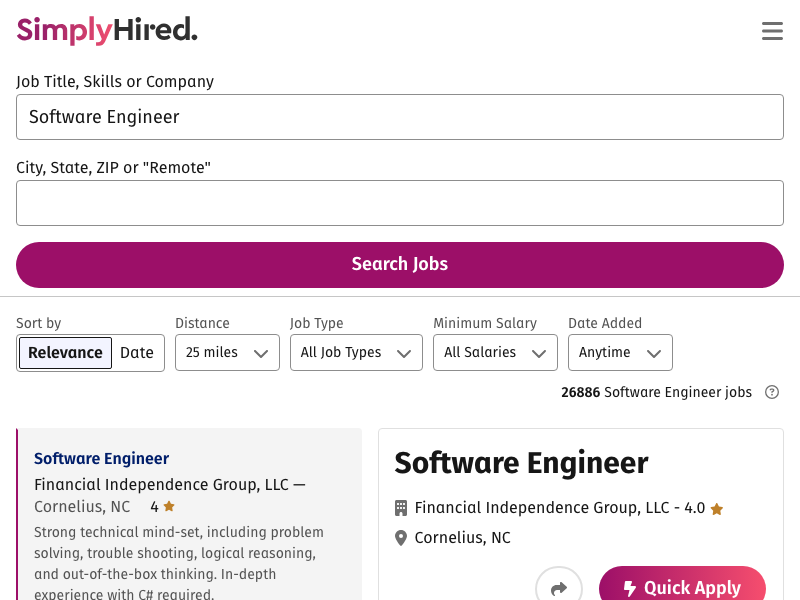 SimplyHired.
Job Title, Skills or Company
Software Engineer
City, State, ZIP or "Remote"
Search Jobs
Sort by
Relevance Date
Distance
25 miles
Job Type
All Job Types
Minimum Salary
All Salaries
Date Added
Anytime
26886 Software Engineer jobs
Software Engineer
Financial Independence Group, LLC —
Cornelius, NC 4
Strong technical mind-set, including problem
solving, trouble shooting, logical reasoning,
and out-of-the-box thinking. In-depth
experience with C# required.
Software Engineer
Financial Independence Group, LLC - 4.0
Cornelius, NC
Quick Apply